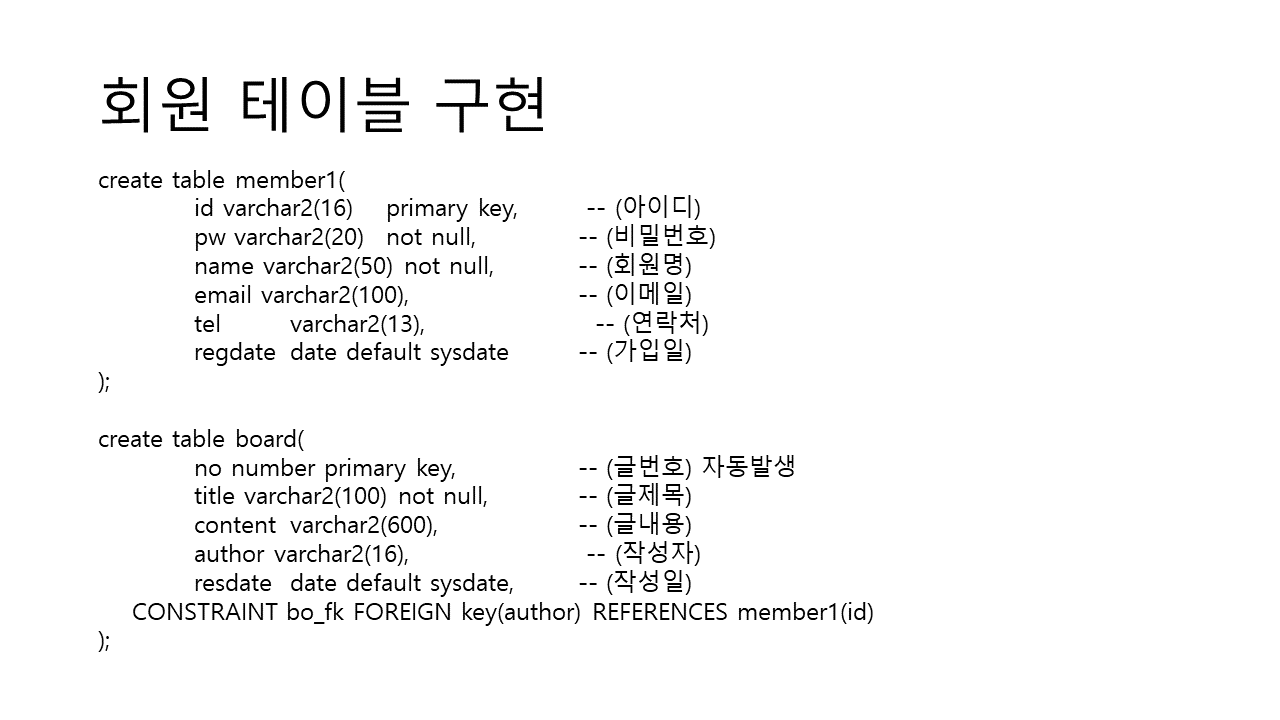 회원 테이블 구현
create table member1(
id varchar2(16) primary key, -- (아이디)
pw varchar2(20) not null, -- (비밀번호)
name varchar2(50) not null, -- (회원명)
email varchar2(100), -- (이메일)
tel varchar2(13), -- (연락처)
regdate date default sysdate -- (가입일)
);
create table board(
no number primary key, -- (글번호) 자동발생
title varchar2(100) not null, -- (글제목)
content varchar2(600), -- (글내용)
author varchar2(16), -- (작성자)
resdate date default sysdate, -- (작성일)
CONSTRAINT bo_fk FOREIGN key(author) REFERENCES member1(id)
);